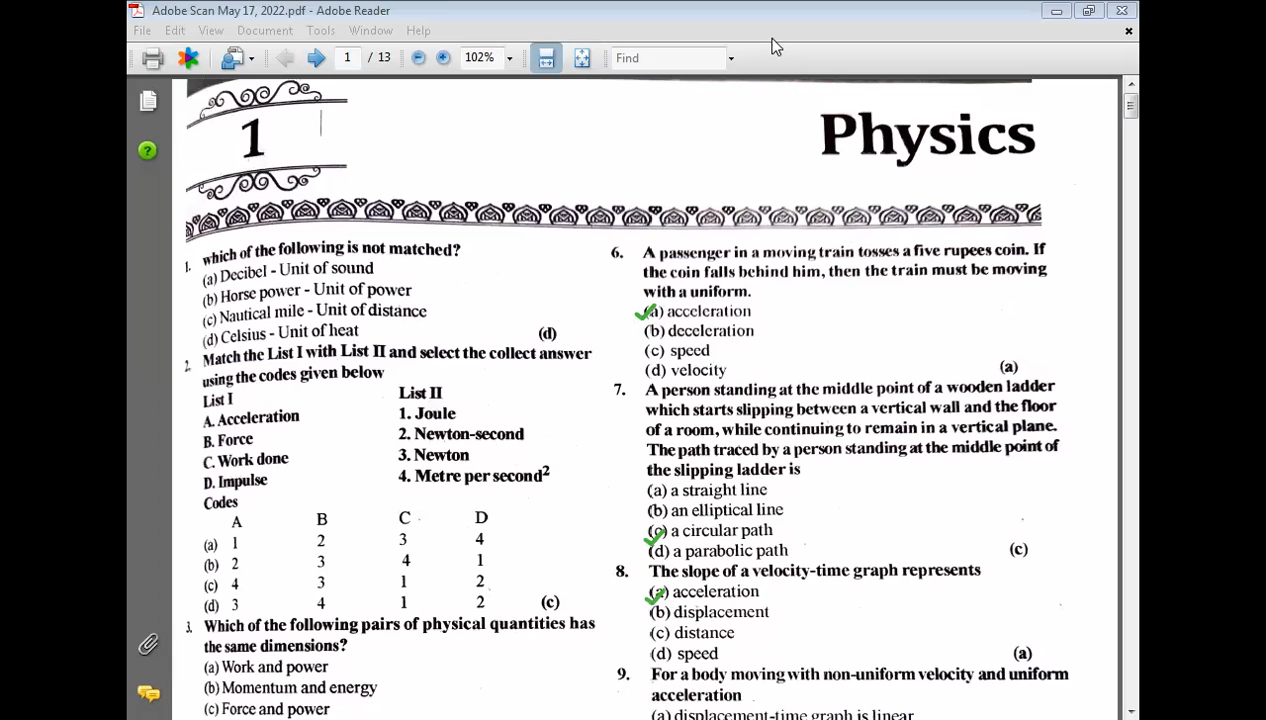 Adobe Scan May 17, 2022.pdf - Adobe Reader
File Edit View Document Tools Window Help
1 / 13 102% Find
1
Physics
1. which of the following is not matched?
(a) Decibel - Unit of sound
(b) Horse power - Unit of power
(c) Nautical mile - Unit of distance
(d) Celsius - Unit of heat
(d)
2. Match the List I with List II and select the collect answer
using the codes given below
List I List II
A. Acceleration 1. Joule
B. Force 2. Newton-second
C. Work done 3. Newton
D. Impulse 4. Metre per second²
Codes
A B C D
(a) 1 2 3 4
(b) 2 3 4 1
(c) 4 3 1 2
(d) 3 4 1 2 (c)
3. Which of the following pairs of physical quantities has
the same dimensions?
(a) Work and power
(b) Momentum and energy
(c) Force and power
6. A passenger in a moving train tosses a five rupees coin. If
the coin falls behind him, then the train must be moving
with a uniform.
(a) acceleration
(b) deceleration
(c) speed
(d) velocity (a)
7. A person standing at the middle point of a wooden ladder
which starts slipping between a vertical wall and the floor
of a room, while continuing to remain in a vertical plane.
The path traced by a person standing at the middle point of
the slipping ladder is
(a) a straight line
(b) an elliptical line
(c) a circular path
(d) a parabolic path (c)
8. The slope of a velocity-time graph represents
(a) acceleration
(b) displacement
(c) distance
(d) speed (a)
9. For a body moving with non-uniform velocity and uniform
acceleration
(a) displacement-time graph is linear